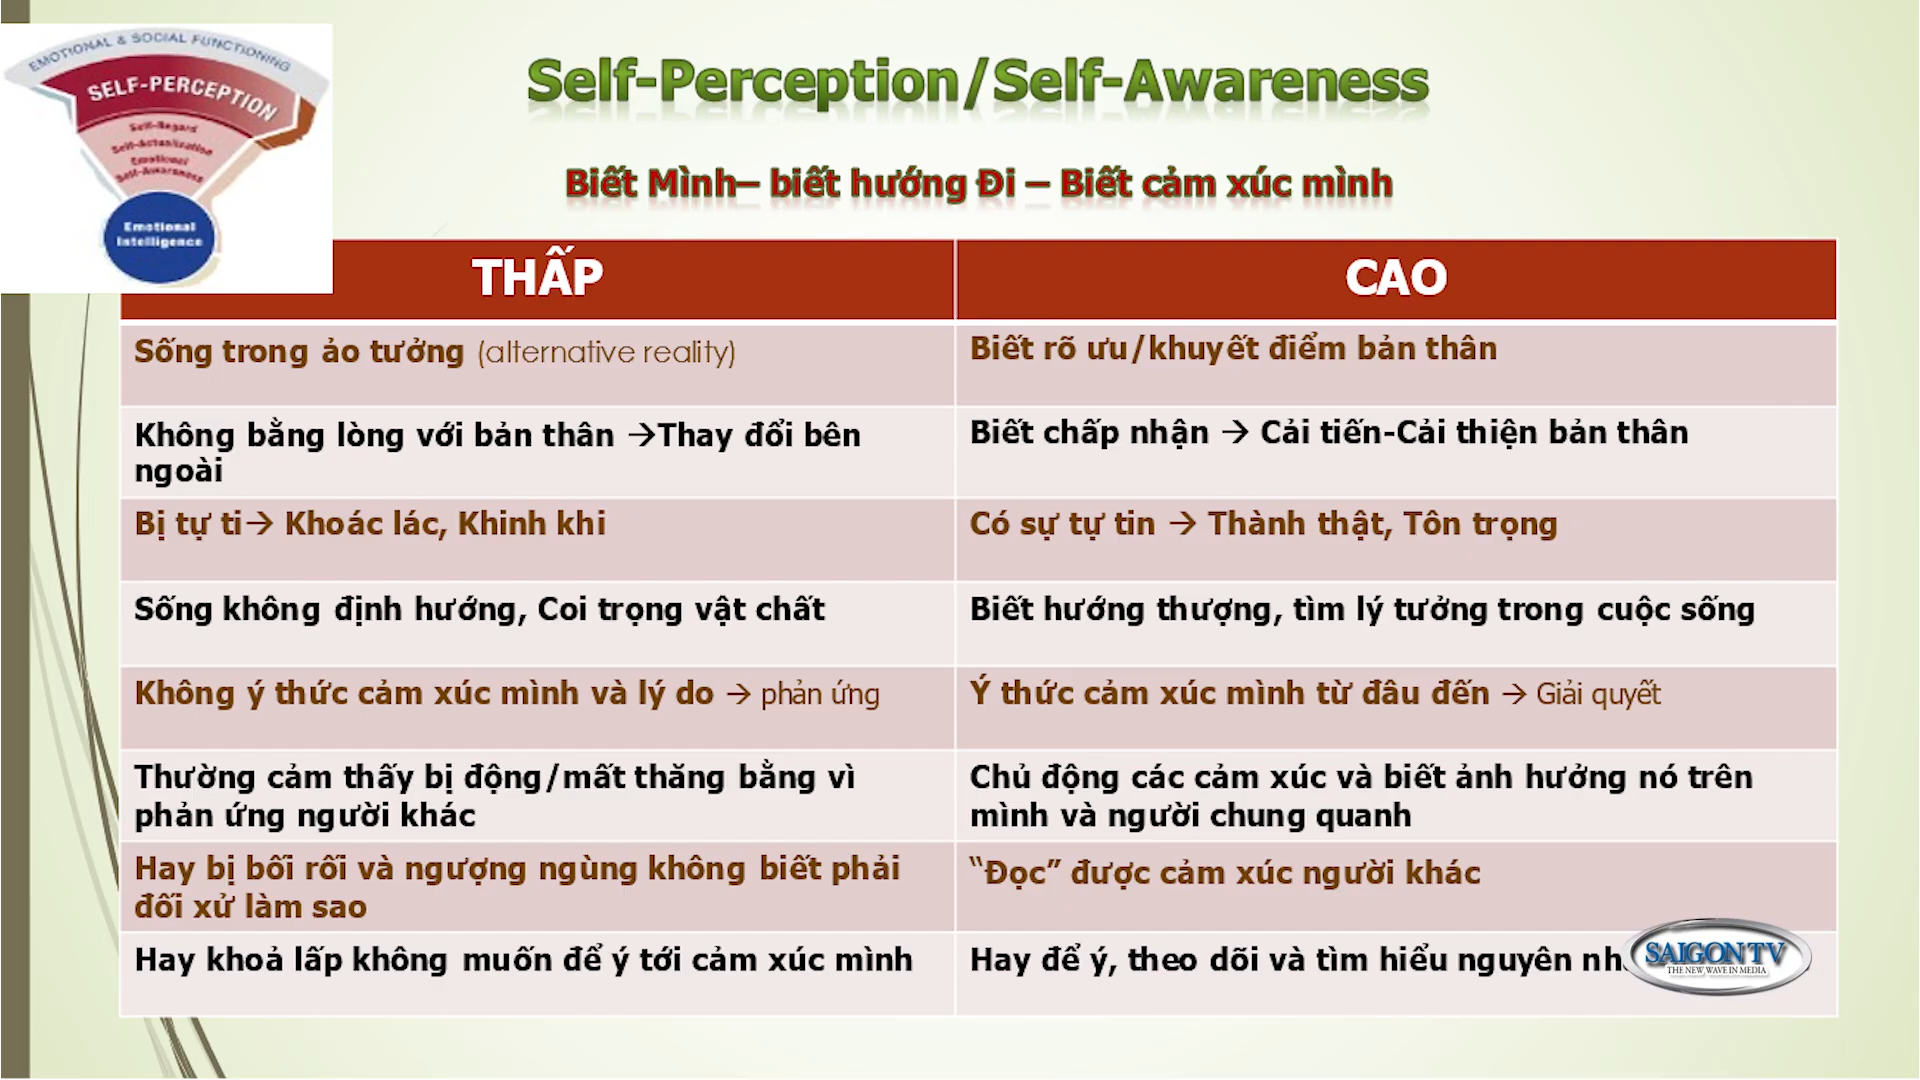 EMOTIONAL & SOCIAL FUNCTIONING
SELF-PERCEPTION
Self-Regard
Self-Actualization
Emotional
Self-Awareness
Emotional
Intelligence
Self-Perception/Self-Awareness
Biết Mình– biết hướng Đi – Biết cảm xúc mình
THẤP
CAO
Sống trong ảo tưởng (alternative reality)
Biết rõ ưu/khuyết điểm bản thân
Không bằng lòng với bản thân →Thay đổi bên
ngoài
Biết chấp nhận → Cải tiến-Cải thiện bản thân
Bị tự ti→ Khoác lác, Khinh khi
Có sự tự tin → Thành thật, Tôn trọng
Sống không định hướng, Coi trọng vật chất
Biết hướng thượng, tìm lý tưởng trong cuộc sống
Không ý thức cảm xúc mình và lý do → phản ứng
Ý thức cảm xúc mình từ đâu đến → Giải quyết
Thường cảm thấy bị động/mất thăng bằng vì
phản ứng người khác
Chủ động các cảm xúc và biết ảnh hưởng nó trên
mình và người chung quanh
Hay bị bối rối và ngượng ngùng không biết phải
đối xử làm sao
“Đọc” được cảm xúc người khác
Hay khoả lấp không muốn để ý tới cảm xúc mình
Hay để ý, theo dõi và tìm hiểu nguyên
SAIGON TV
THE NEW WAVE IN MEDIA